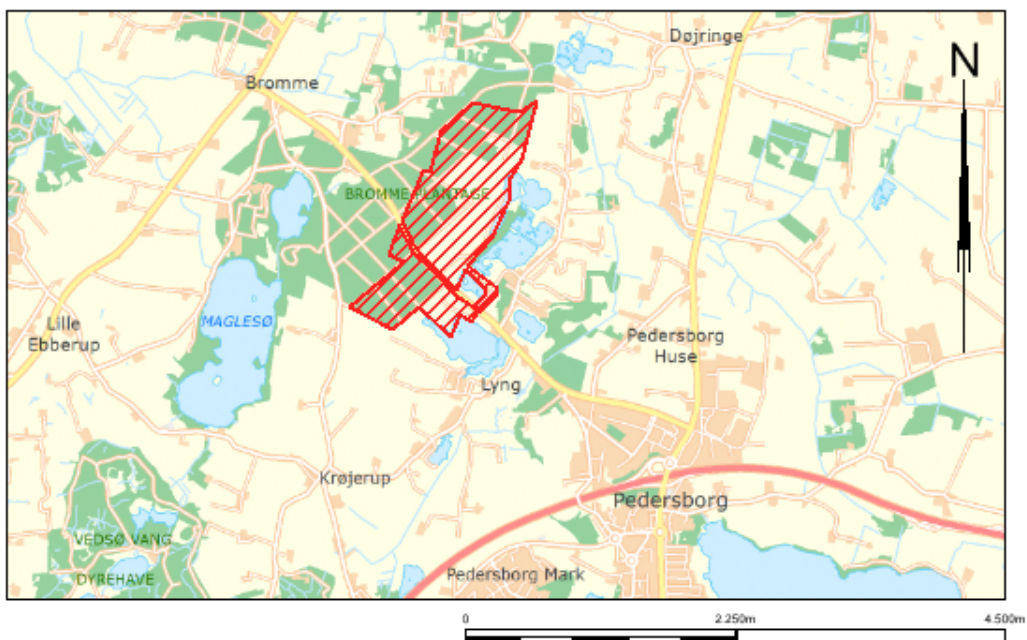 Døjringe
N
Bromme
BROMME PLANTAGE
MAGLESØ
Lille
Ebberup
Pedersborg
Huse
Lyng
Krøjerup
Pedersborg
VEDSØ VANG
DYREHAVE
Pedersborg Mark
0 2.250m 4.500m